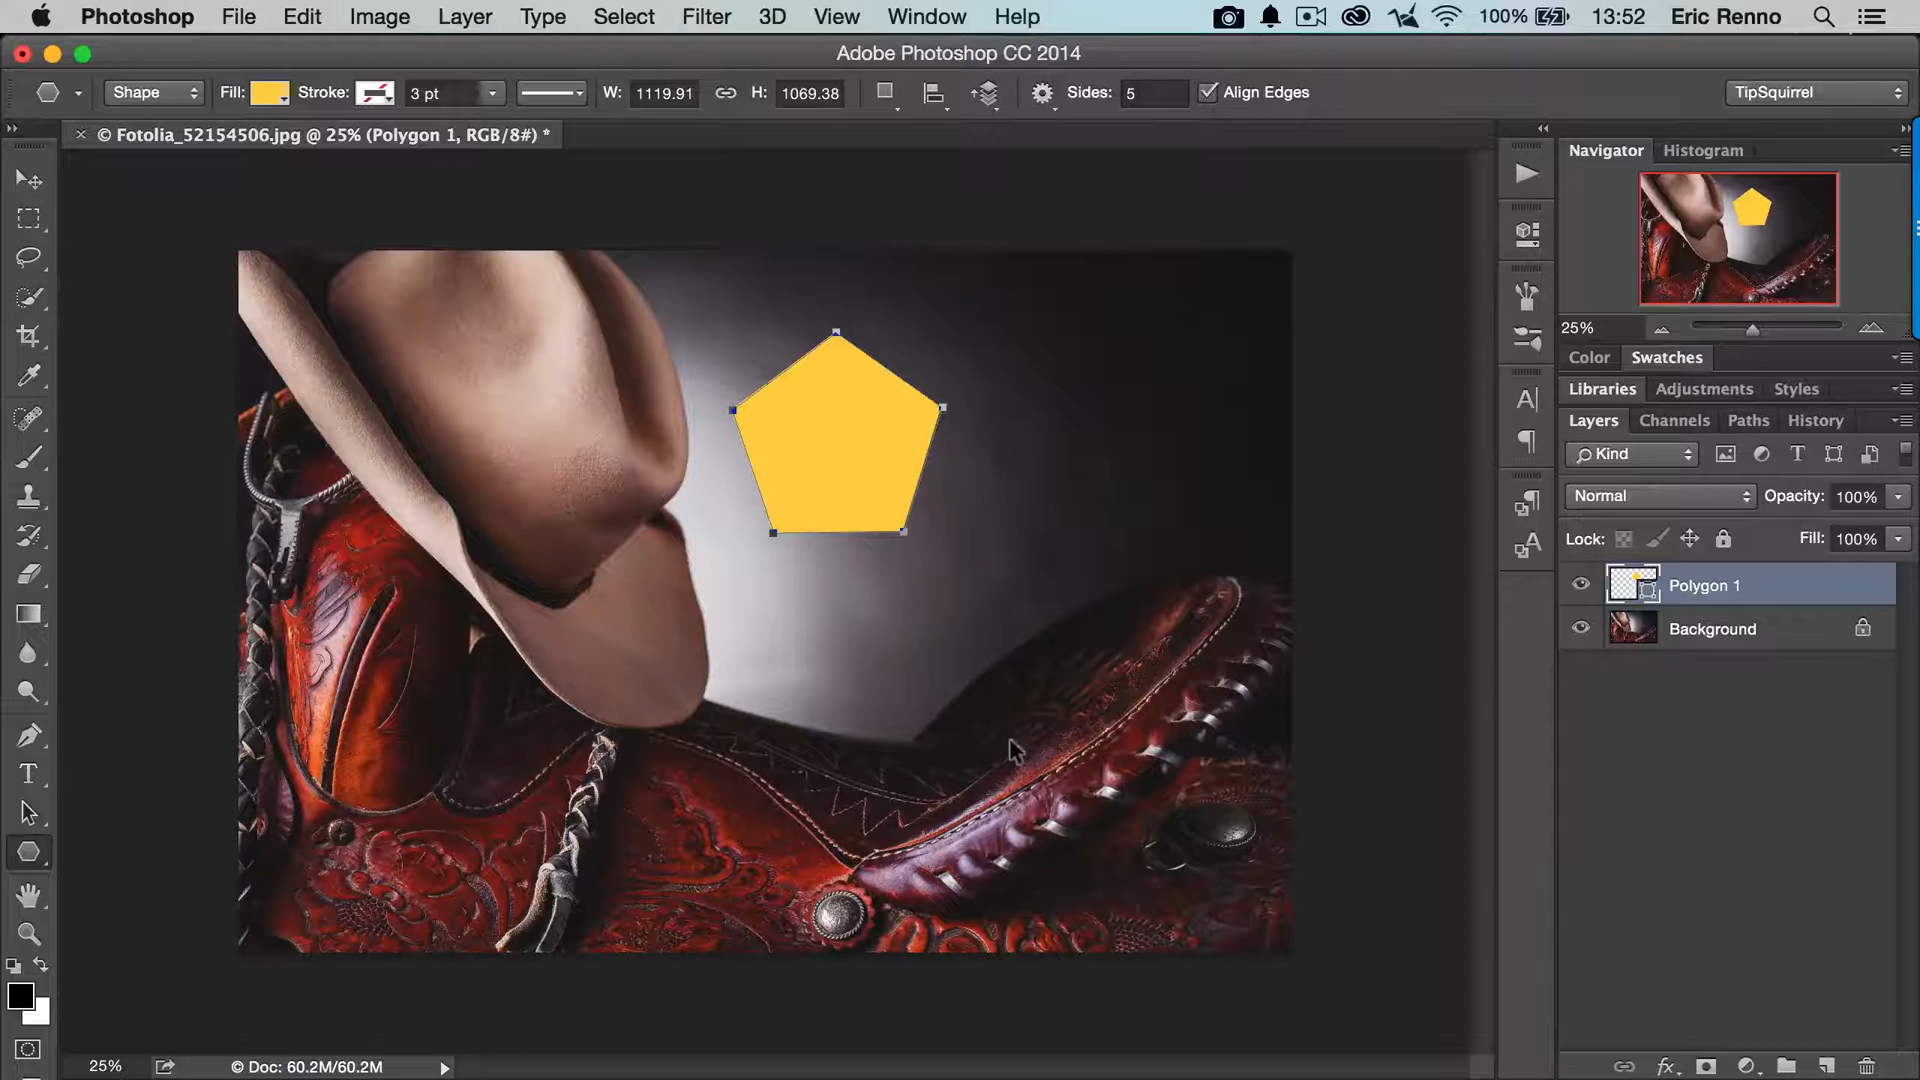 Photoshop File Edit Image Layer Type Select Filter 3D View Window Help 100% 13:52 Eric Renno
Adobe Photoshop CC 2014
Shape Fill: Stroke: 3 pt W: 1119.91 H: 1069.38 Sides: 5 Align Edges TipSquirrel
© Fotolia_52154506.jpg @ 25% (Polygon 1, RGB/8#) *
Navigator Histogram
25%
Color Swatches
Libraries Adjustments Styles
Layers Channels Paths History
Kind
Normal Opacity: 100%
Lock: Fill: 100%
Polygon 1
Background
25% © Doc: 60.2M/60.2M